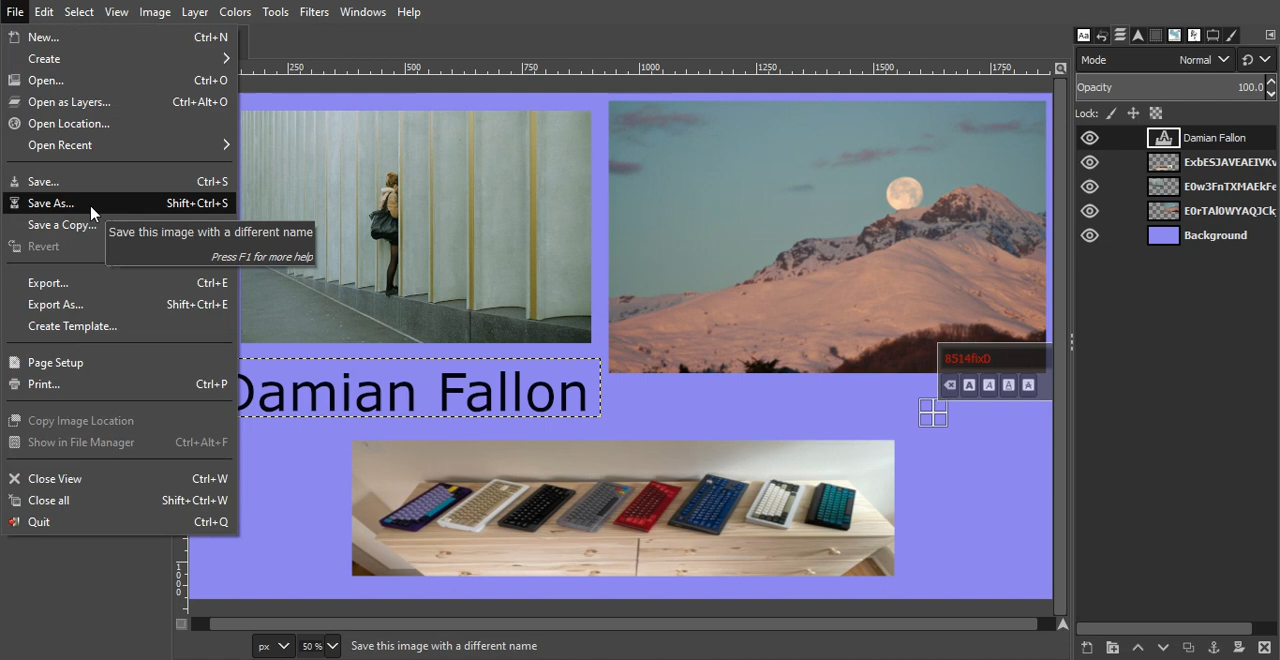 File Edit Select View Image Layer Colors Tools Filters Windows Help
New... Ctrl+N
Create
Open... Ctrl+O
Open as Layers... Ctrl+Alt+O
Open Location...
Open Recent
Save... Ctrl+S
Save As... Shift+Ctrl+S
Save a Copy...
Save this image with a different name
Press F1 for more help
Revert
Export... Ctrl+E
Export As... Shift+Ctrl+E
Create Template...
Page Setup
Print... Ctrl+P
Copy Image Location
Show in File Manager Ctrl+Alt+F
Close View Ctrl+W
Close all Shift+Ctrl+W
Quit Ctrl+Q
250 500 750 1000 1250 1500 1750
Damian Fallon
8514fixD
1000
px 50 % Save this image with a different name
Mode Normal
Opacity 100.0
Lock:
Damian Fallon
ExbESJAVEAEIVKv
E0w3FnTXMAEkFe
E0rTAl0WYAQJCk
Background